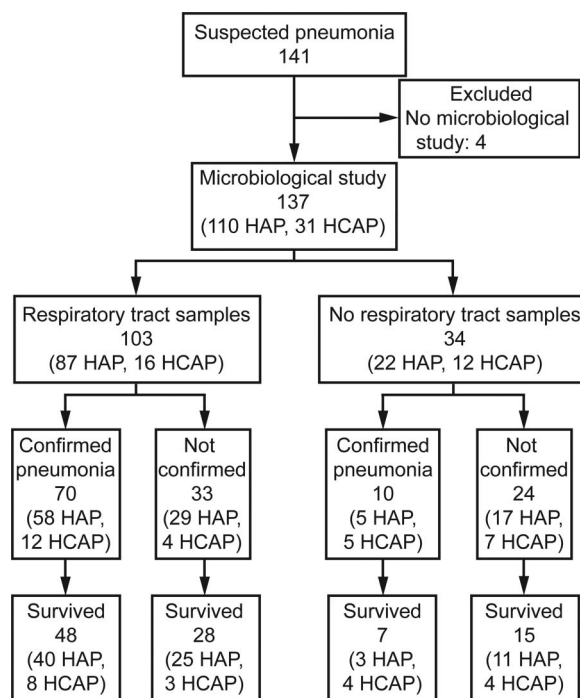 Suspected pneumonia
141
Excluded
No microbiological
study: 4
Microbiological study
137
(110 HAP, 31 HCAP)
Respiratory tract samples
103
(87 HAP, 16 HCAP)
No respiratory tract samples
34
(22 HAP, 12 HCAP)
Confirmed
pneumonia
70
(58 HAP,
12 HCAP)
Not
confirmed
33
(29 HAP,
4 HCAP)
Confirmed
pneumonia
10
(5 HAP,
5 HCAP)
Not
confirmed
24
(17 HAP,
7 HCAP)
Survived
48
(40 HAP,
8 HCAP)
Survived
28
(25 HAP,
3 HCAP)
Survived
7
(3 HAP,
4 HCAP)
Survived
15
(11 HAP,
4 HCAP)